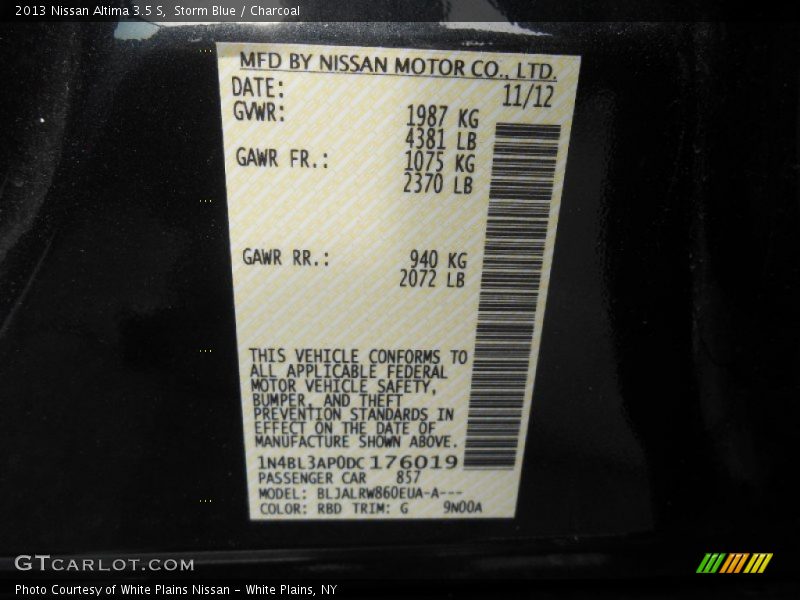 2013 Nissan Altima 3.5 S, Storm Blue / Charcoal
MFD BY NISSAN MOTOR CO., LTD.
DATE: 11/12
GVWR: 1987 KG
4381 LB
GAWR FR.: 1075 KG
2370 LB
GAWR RR.: 940 KG
2072 LB
THIS VEHICLE CONFORMS TO
ALL APPLICABLE FEDERAL
MOTOR VEHICLE SAFETY,
BUMPER, AND THEFT
PREVENTION STANDARDS IN
EFFECT ON THE DATE OF
MANUFACTURE SHOWN ABOVE.
1N4BL3AP0DC176019
PASSENGER CAR 857
MODEL: BLJALRW860EUA-A---
COLOR: RBD TRIM: G 9N00A
GTCARLOT.COM
Photo Courtesy of White Plains Nissan - White Plains, NY